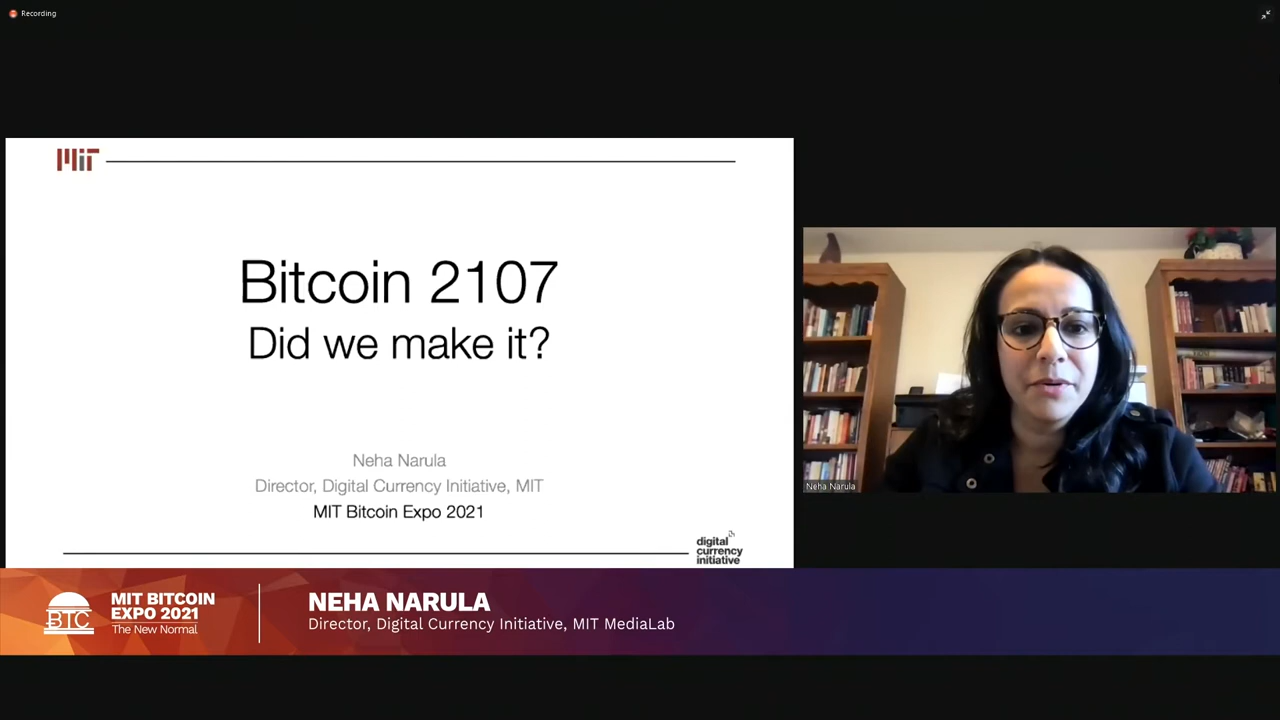 Recording
MIT
Bitcoin 2107
Did we make it?
Neha Narula
Director, Digital Currency Initiative, MIT
MIT Bitcoin Expo 2021
digital
currency
initiative
Neha Narula
BTC
MIT BITCOIN
EXPO 2021
The New Normal
NEHA NARULA
Director, Digital Currency Initiative, MIT MediaLab